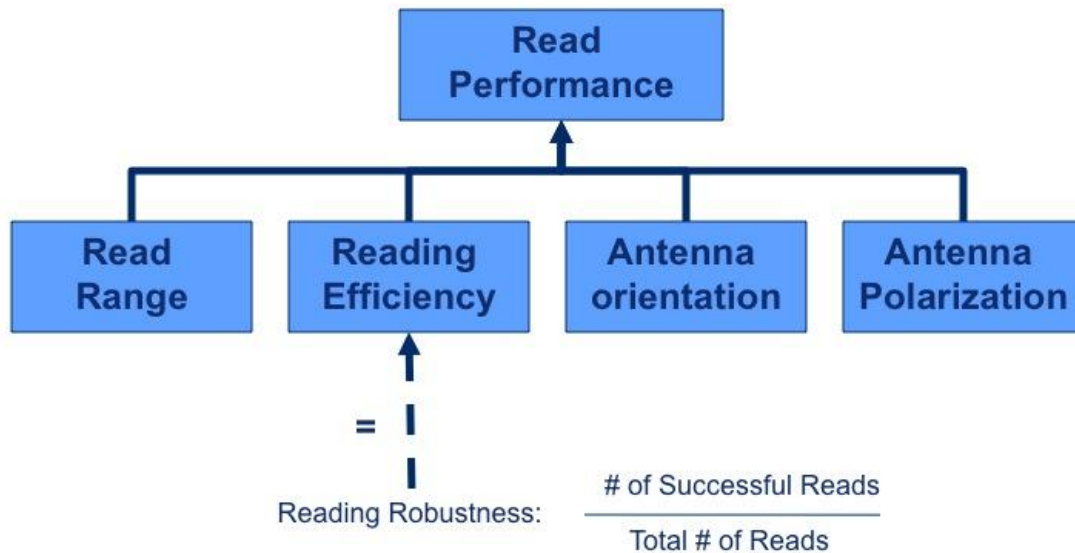 Read
Performance
Read
Range
Reading
Efficiency
Antenna
orientation
Antenna
Polarization
=
Reading Robustness:
# of Successful Reads
Total # of Reads